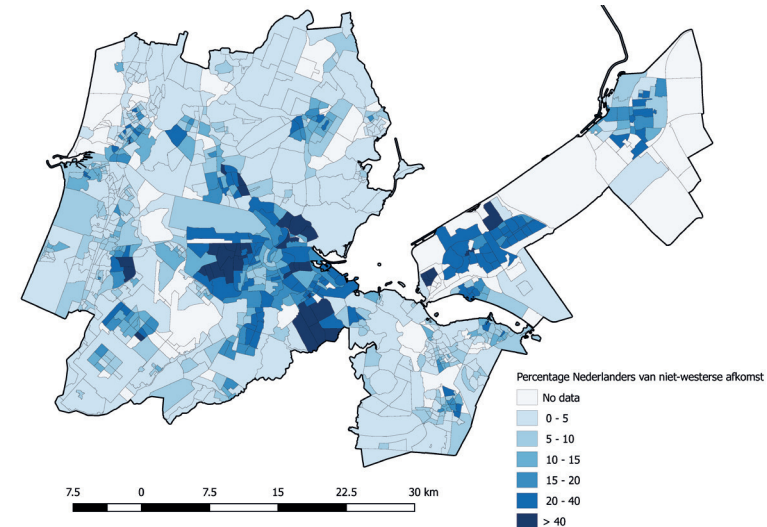 Percentage Nederlanders van niet-westerse afkomst
No data
0 - 5
5 - 10
10 - 15
15 - 20
20 - 40
> 40
7.5 0 7.5 15 22.5 30 km